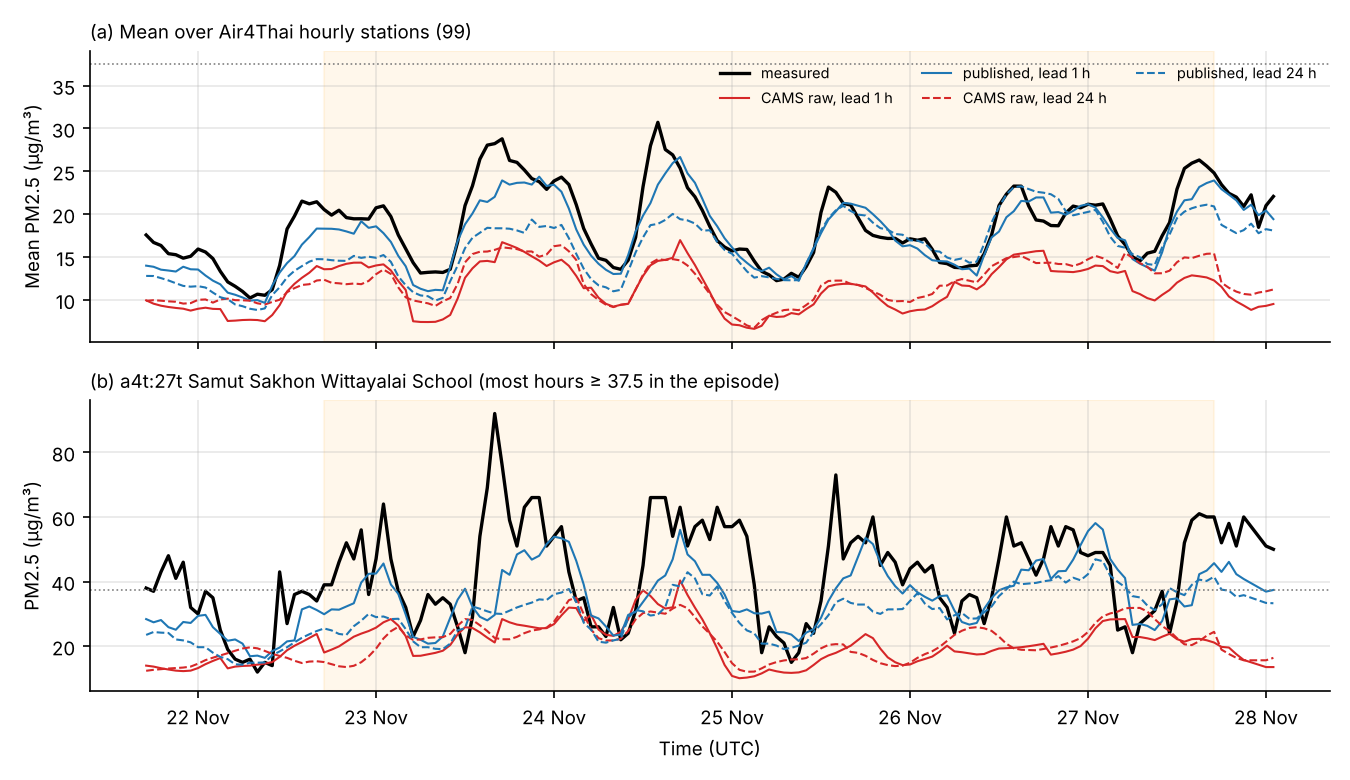 (a) Mean over Air4Thai hourly stations (99)
measured
published, lead 1 h
published, lead 24 h
CAMS raw, lead 1 h
CAMS raw, lead 24 h
Mean PM2.5 (µg/m³)
35
30
25
20
15
10
(b) a4t:27t Samut Sakhon Wittayalai School (most hours ≥ 37.5 in the episode)
PM2.5 (µg/m³)
80
60
40
20
22 Nov
23 Nov
24 Nov
25 Nov
26 Nov
27 Nov
28 Nov
Time (UTC)